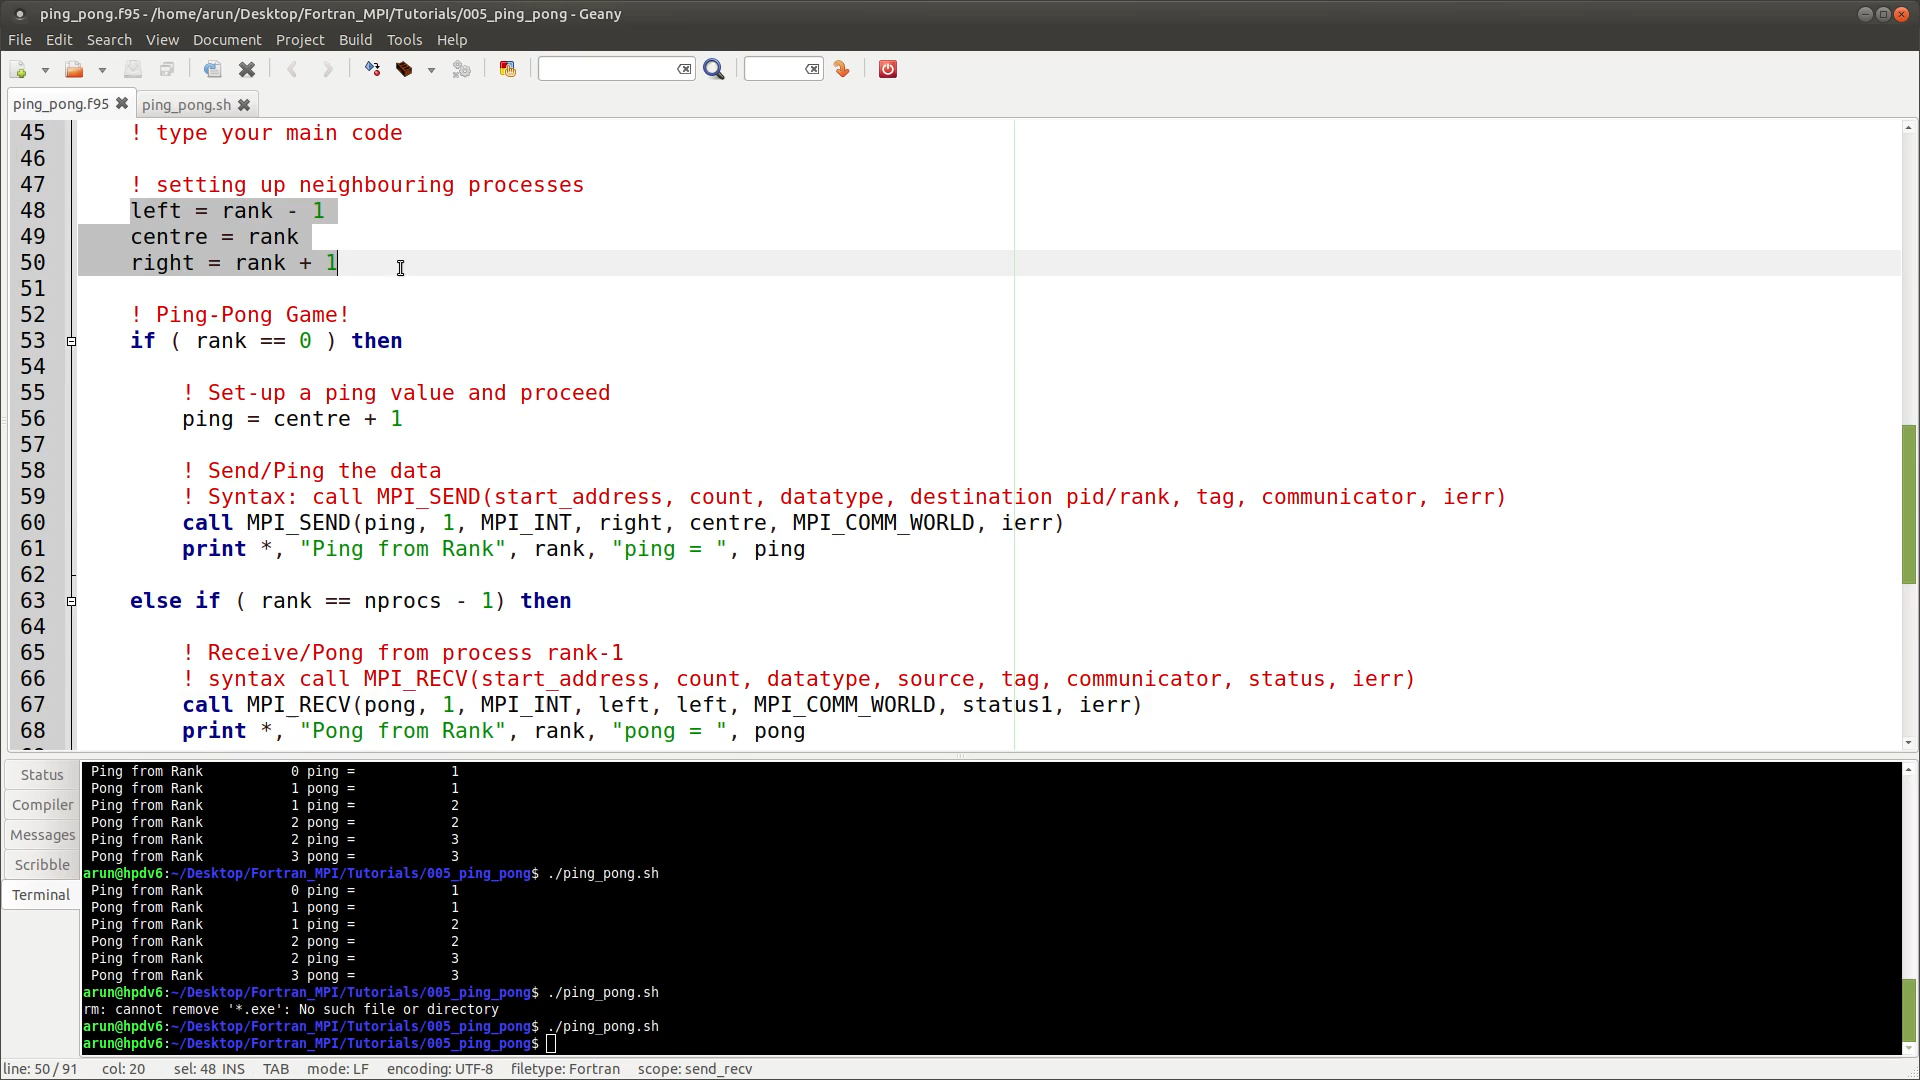 ping_pong.f95 - /home/arun/Desktop/Fortran_MPI/Tutorials/005_ping_pong - Geany
File Edit Search View Document Project Build Tools Help
ping_pong.f95 ping_pong.sh
45 ! type your main code
46
47 ! setting up neighbouring processes
48 left = rank - 1
49 centre = rank
50 right = rank + 1
51
52 ! Ping-Pong Game!
53 if ( rank == 0 ) then
54
55 ! Set-up a ping value and proceed
56 ping = centre + 1
57
58 ! Send/Ping the data
59 ! Syntax: call MPI_SEND(start_address, count, datatype, destination pid/rank, tag, communicator, ierr)
60 call MPI_SEND(ping, 1, MPI_INT, right, centre, MPI_COMM_WORLD, ierr)
61 print *, "Ping from Rank", rank, "ping = ", ping
62
63 else if ( rank == nprocs - 1) then
64
65 ! Receive/Pong from process rank-1
66 ! syntax call MPI_RECV(start_address, count, datatype, source, tag, communicator, status, ierr)
67 call MPI_RECV(pong, 1, MPI_INT, left, left, MPI_COMM_WORLD, status1, ierr)
68 print *, "Pong from Rank", rank, "pong = ", pong
Status
Compiler
Messages
Scribble
Terminal
Ping from Rank 0 ping = 1
Pong from Rank 1 pong = 1
Ping from Rank 1 ping = 2
Pong from Rank 2 pong = 2
Ping from Rank 2 ping = 3
Pong from Rank 3 pong = 3
arun@hpdv6:~/Desktop/Fortran_MPI/Tutorials/005_ping_pong$ ./ping_pong.sh
Ping from Rank 0 ping = 1
Pong from Rank 1 pong = 1
Ping from Rank 1 ping = 2
Pong from Rank 2 pong = 2
Ping from Rank 2 ping = 3
Pong from Rank 3 pong = 3
arun@hpdv6:~/Desktop/Fortran_MPI/Tutorials/005_ping_pong$ ./ping_pong.sh
rm: cannot remove '*.exe': No such file or directory
arun@hpdv6:~/Desktop/Fortran_MPI/Tutorials/005_ping_pong$ ./ping_pong.sh
arun@hpdv6:~/Desktop/Fortran_MPI/Tutorials/005_ping_pong$
line: 50 / 91 col: 20 sel: 48 INS TAB mode: LF encoding: UTF-8 filetype: Fortran scope: send_recv